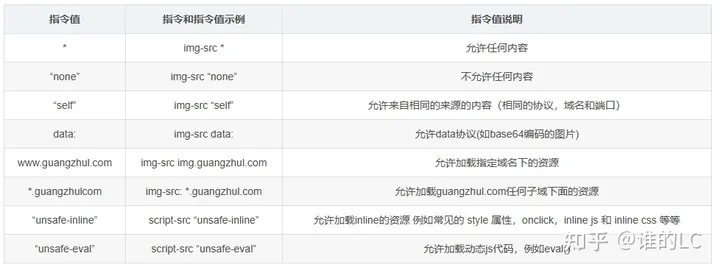 指令值 指令和指令值示例 指令值说明
* img-src * 允许任何内容
“none” img-src “none” 不允许任何内容
“self” img-src “self” 允许来自相同的来源的内容（相同的协议，域名和端口）
data: img-src data: 允许data协议(如base64编码的图片)
www.guangzhul.com img-src img.guangzhul.com 允许加载指定域名下的资源
*.guangzhulcom img-src: *.guangzhul.com 允许加载guangzhul.com任何子域下面的资源
“unsafe-inline” script-src “unsafe-inline” 允许加载inline的资源 例如常见的 style 属性，onclick，inline js 和 inline css 等等
“unsafe-eval” script-src “unsafe-eval” 允许加载动态js代码，例如eval()
知乎 @谁的LC